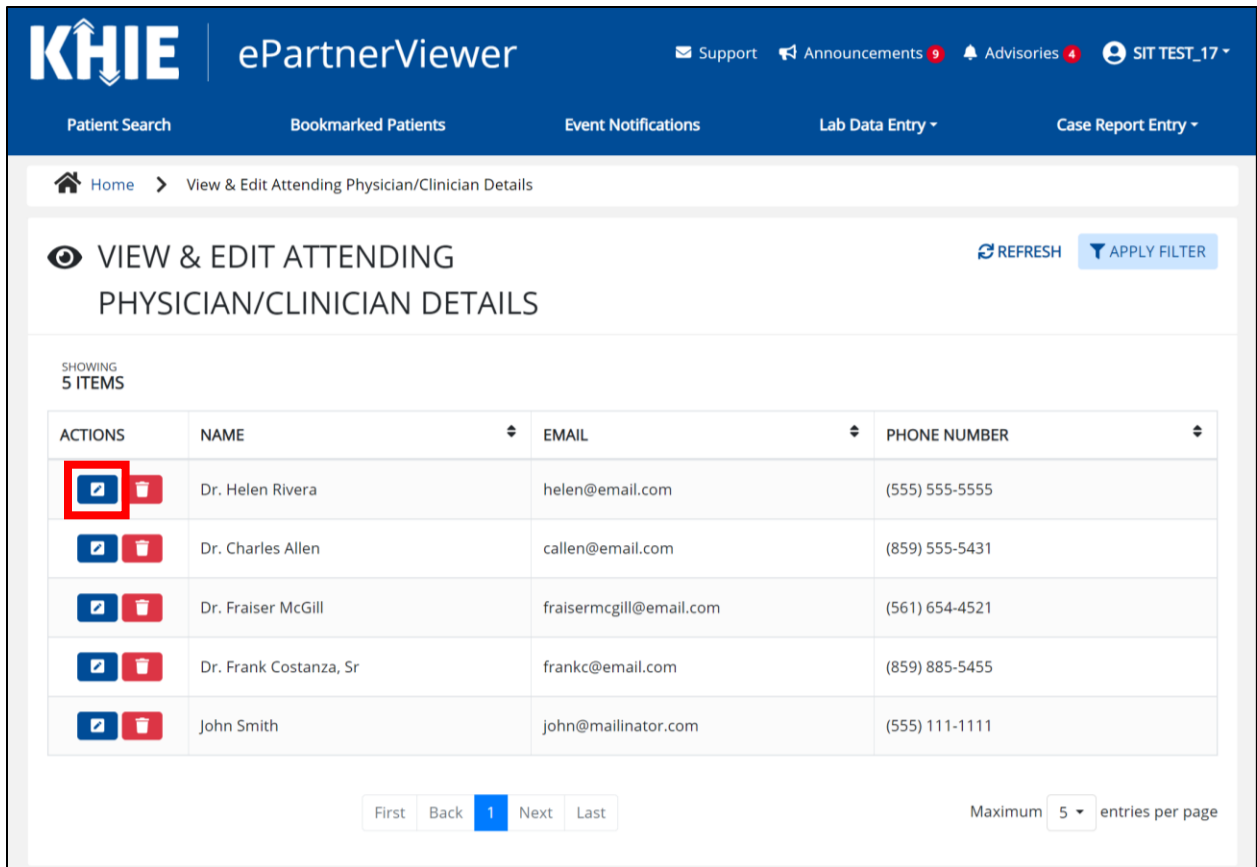 KHIE ePartnerViewer Support Announcements 9 Advisories 4 SIT TEST_17
Patient Search Bookmarked Patients Event Notifications Lab Data Entry Case Report Entry
Home > View & Edit Attending Physician/Clinician Details
VIEW & EDIT ATTENDING REFRESH APPLY FILTER
PHYSICIAN/CLINICIAN DETAILS
SHOWING
5 ITEMS
ACTIONS NAME EMAIL PHONE NUMBER
Dr. Helen Rivera helen@email.com (555) 555-5555
Dr. Charles Allen callen@email.com (859) 555-5431
Dr. Fraiser McGill fraisermcgill@email.com (561) 654-4521
Dr. Frank Costanza, Sr frankc@email.com (859) 885-5455
John Smith john@mailinator.com (555) 111-1111
First Back 1 Next Last Maximum 5 entries per page